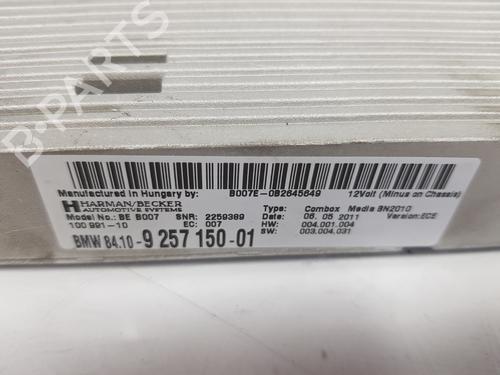 B-PARTS
Manufactured in Hungary by: B007E-0B2645649 12Volt (Minus on Chassis)
HARMAN/BECKER
AUTOMOTIVE SYSTEMS
Type: Combox Media BN2010
Model No.: BE B007 SNR: 2259389 Date: 06. 05 2011 Version: ECE
100 991-10 EC: 007 HW: 004.001.004
SW: 003.004.031
BMW 84.10-9 257 150-01